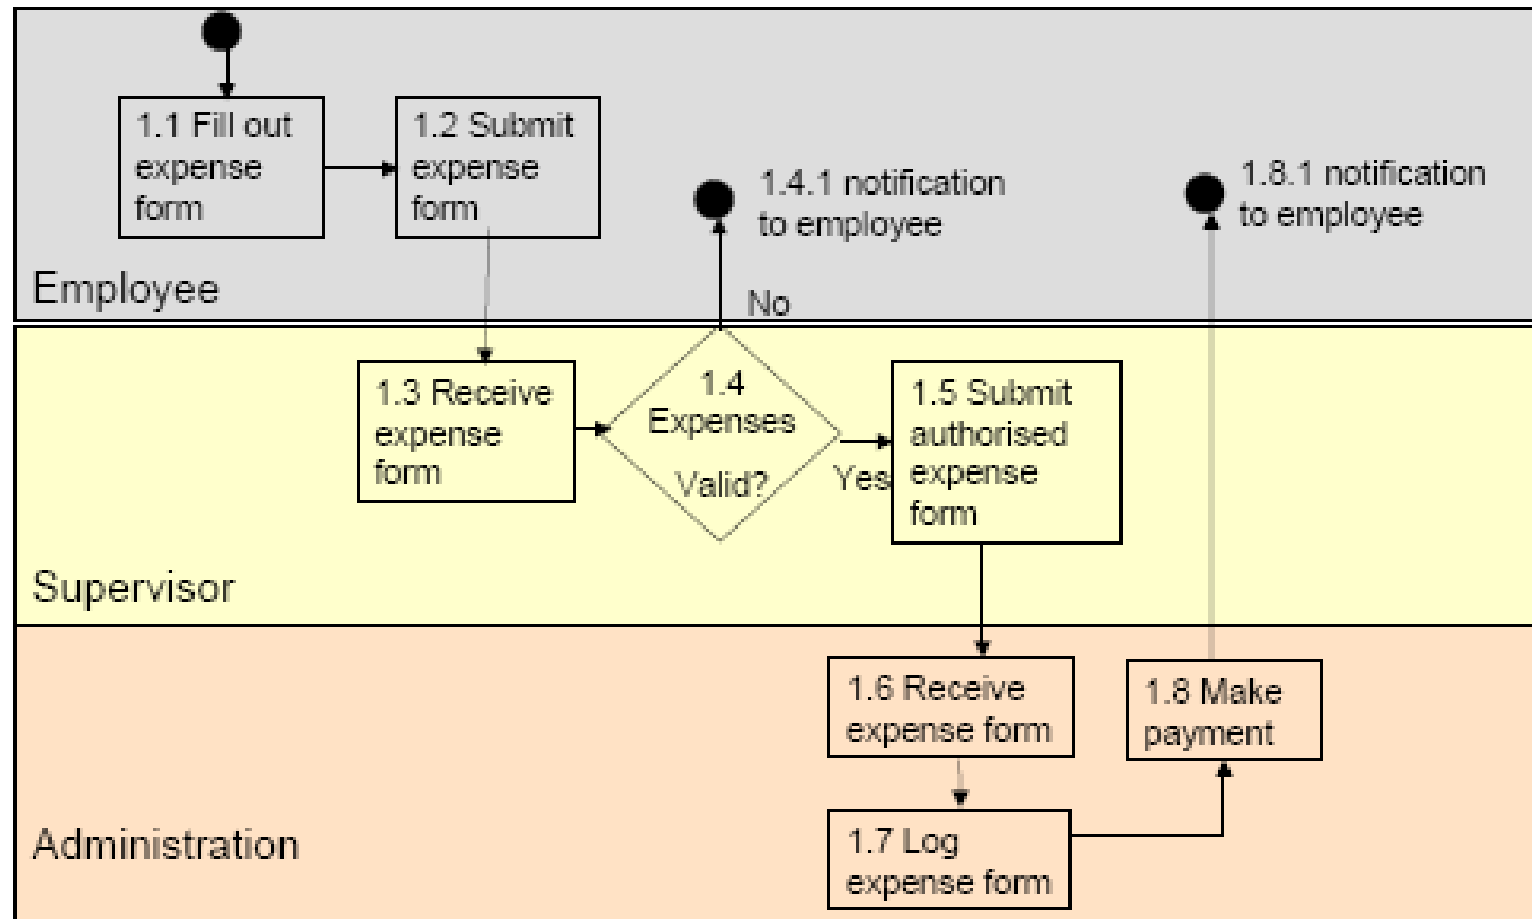 1.1 Fill out
expense
form
1.2 Submit
expense
form
1.4.1 notification
to employee
1.8.1 notification
to employee
Employee
No
1.3 Receive
expense
form
1.4
Expenses
Valid?
Yes
1.5 Submit
authorised
expense
form
Supervisor
1.6 Receive
expense form
1.8 Make
payment
1.7 Log
expense form
Administration